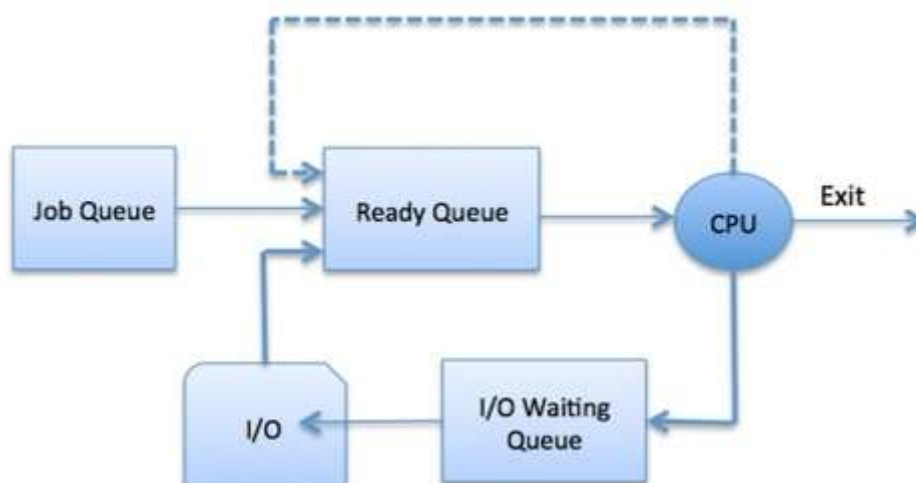 Job Queue
Ready Queue
CPU
Exit
I/O
I/O Waiting
Queue